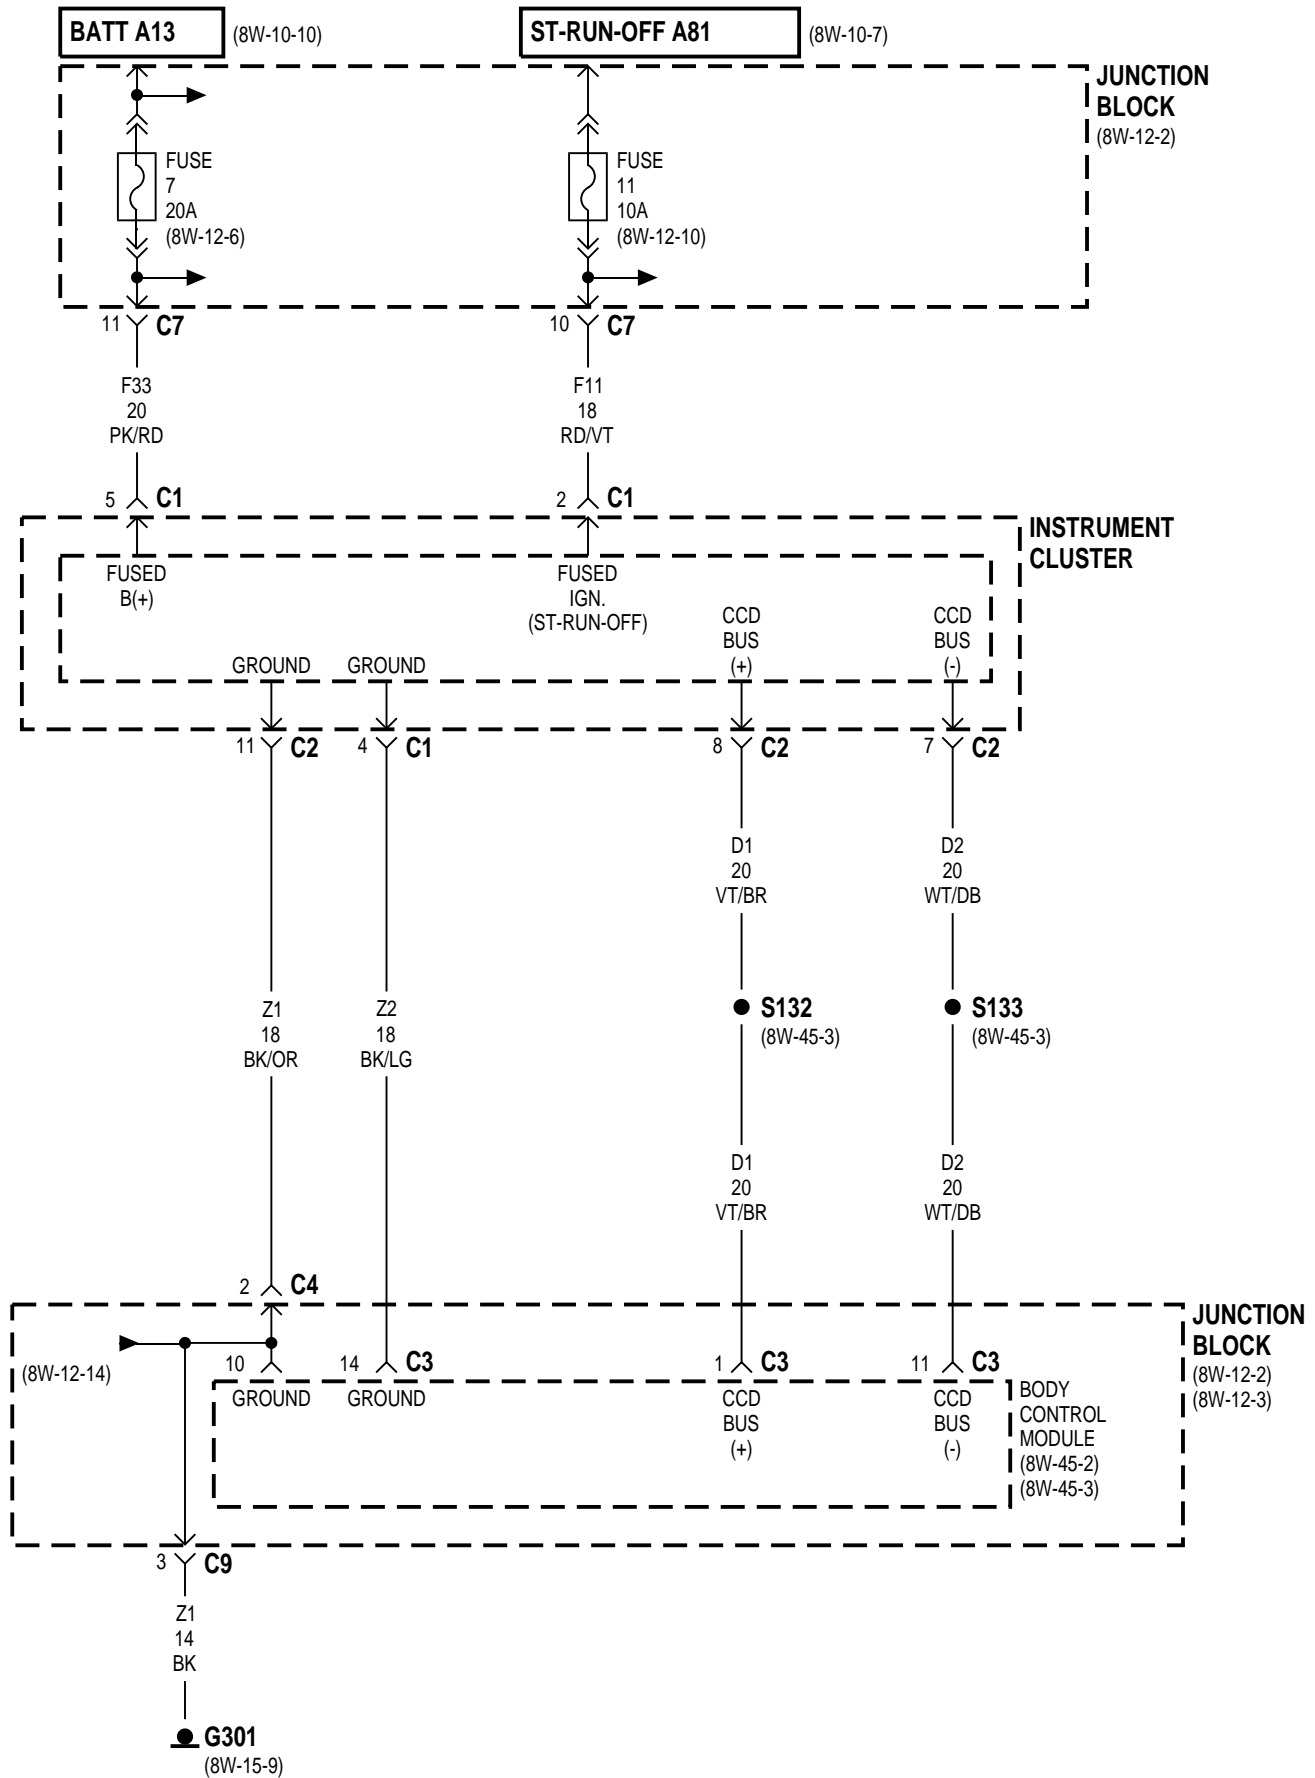 BATT A13
(8W-10-10)
ST-RUN-OFF A81
(8W-10-7)
JUNCTION
BLOCK
(8W-12-2)
FUSE
7
20A
(8W-12-6)
FUSE
11
10A
(8W-12-10)
11
C7
10
C7
F33
20
PK/RD
F11
18
RD/VT
5
C1
2
C1
INSTRUMENT
CLUSTER
FUSED
B(+)
FUSED
IGN.
(ST-RUN-OFF)
CCD
BUS
(+)
CCD
BUS
(-)
GROUND
GROUND
11
C2
4
C1
8
C2
7
C2
D1
20
VT/BR
D2
20
WT/DB
Z1
18
BK/OR
Z2
18
BK/LG
S132
(8W-45-3)
S133
(8W-45-3)
D1
20
VT/BR
D2
20
WT/DB
2
C4
JUNCTION
BLOCK
(8W-12-2)
(8W-12-3)
(8W-12-14)
10
14
C3
1
C3
11
C3
GROUND
GROUND
CCD
BUS
(+)
CCD
BUS
(-)
BODY
CONTROL
MODULE
(8W-45-2)
(8W-45-3)
3
C9
Z1
14
BK
G301
(8W-15-9)